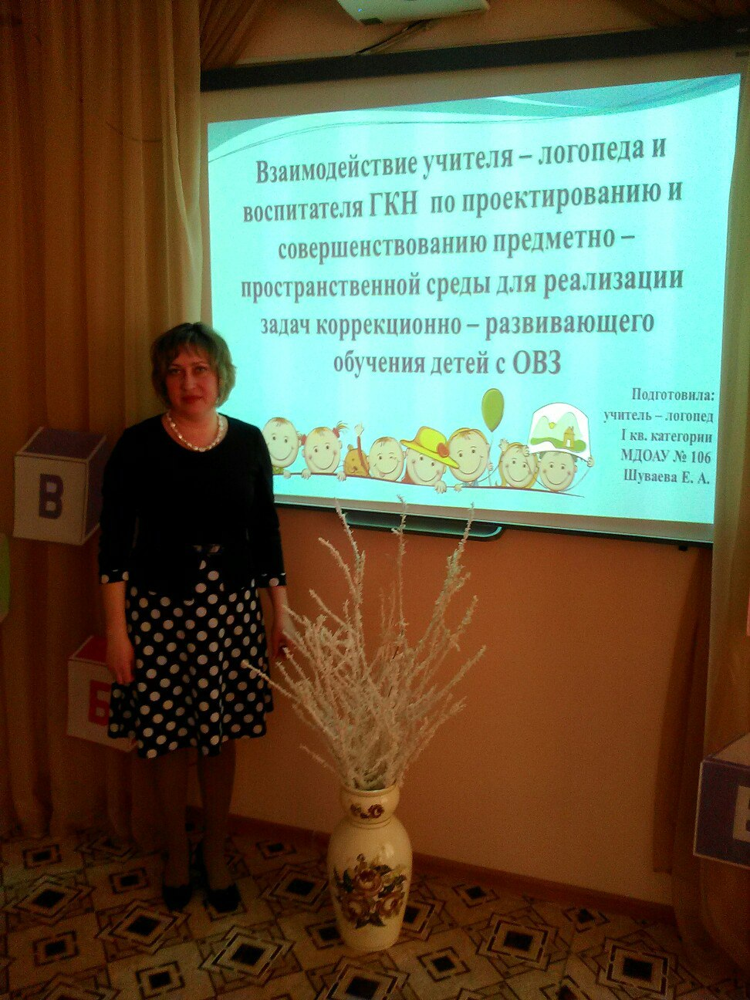 Взаимодействие учителя – логопеда и
воспитателя ГКН по проектированию и
совершенствованию предметно –
пространственной среды для реализации
задач коррекционно – развивающего
обучения детей с ОВЗ
Подготовила:
учитель – логопед
I кв. категории
МДОАУ № 106
Шуваева Е. А.
В
Б